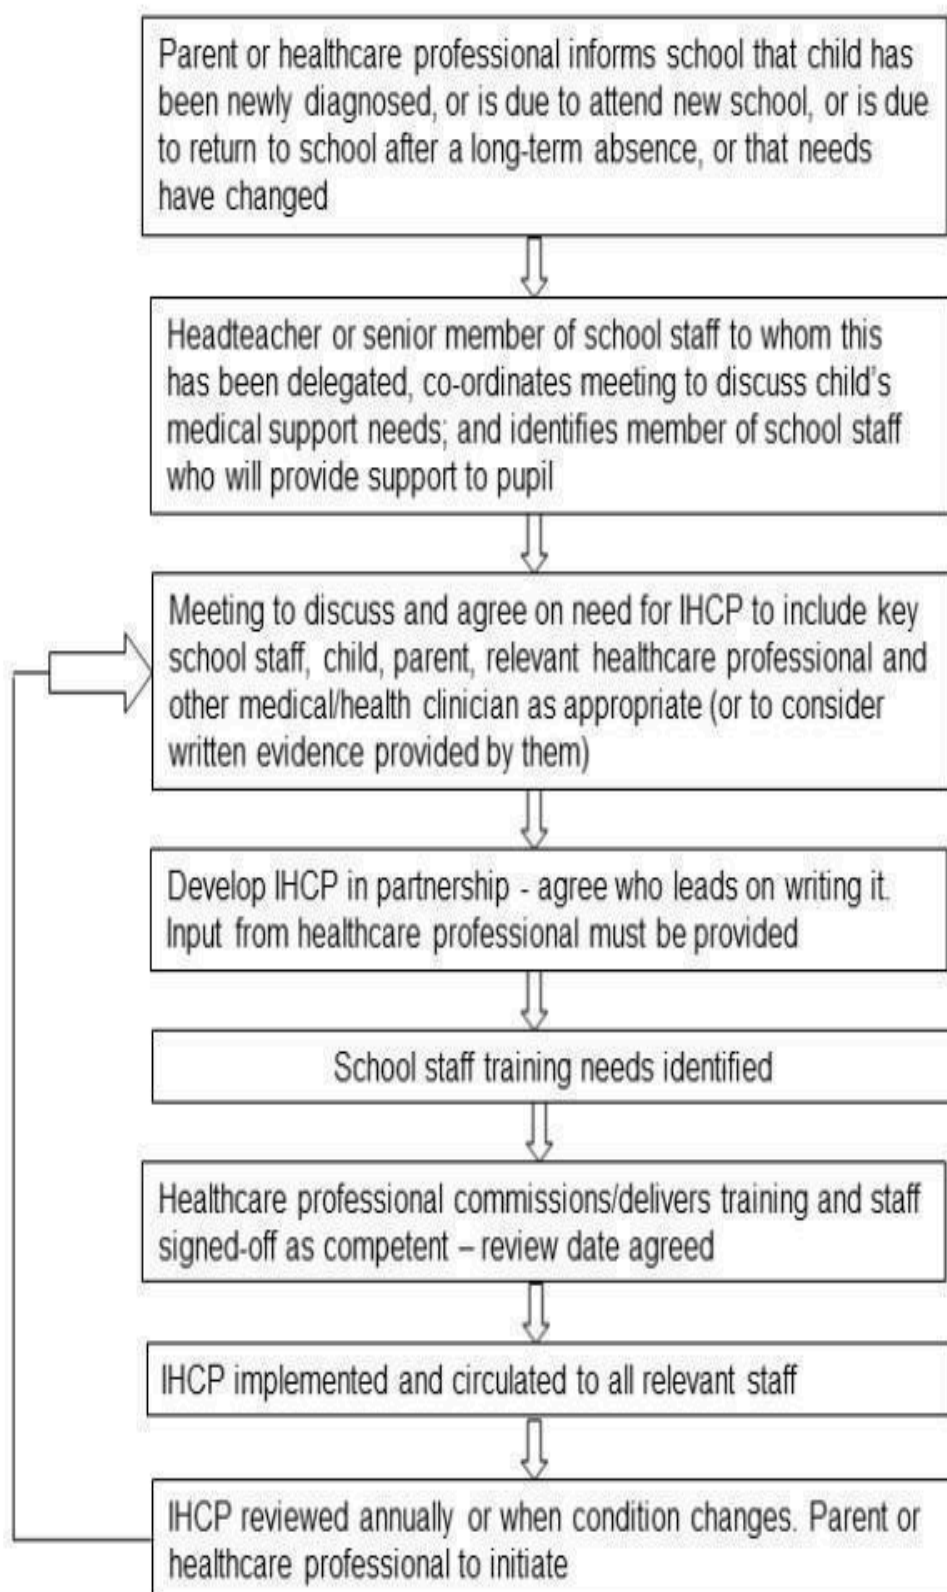 Parent or healthcare professional informs school that child has
been newly diagnosed, or is due to attend new school, or is due
to return to school after a long-term absence, or that needs
have changed
Headteacher or senior member of school staff to whom this
has been delegated, co-ordinates meeting to discuss child's
medical support needs; and identifies member of school staff
who will provide support to pupil
Meeting to discuss and agree on need for IHCP to include key
school staff, child, parent, relevant healthcare professional and
other medical/health clinician as appropriate (or to consider
written evidence provided by them)
Develop IHCP in partnership - agree who leads on writing it.
Input from healthcare professional must be provided
School staff training needs identified
Healthcare professional commissions/delivers training and staff
signed-off as competent – review date agreed
IHCP implemented and circulated to all relevant staff
IHCP reviewed annually or when condition changes. Parent or
healthcare professional to initiate